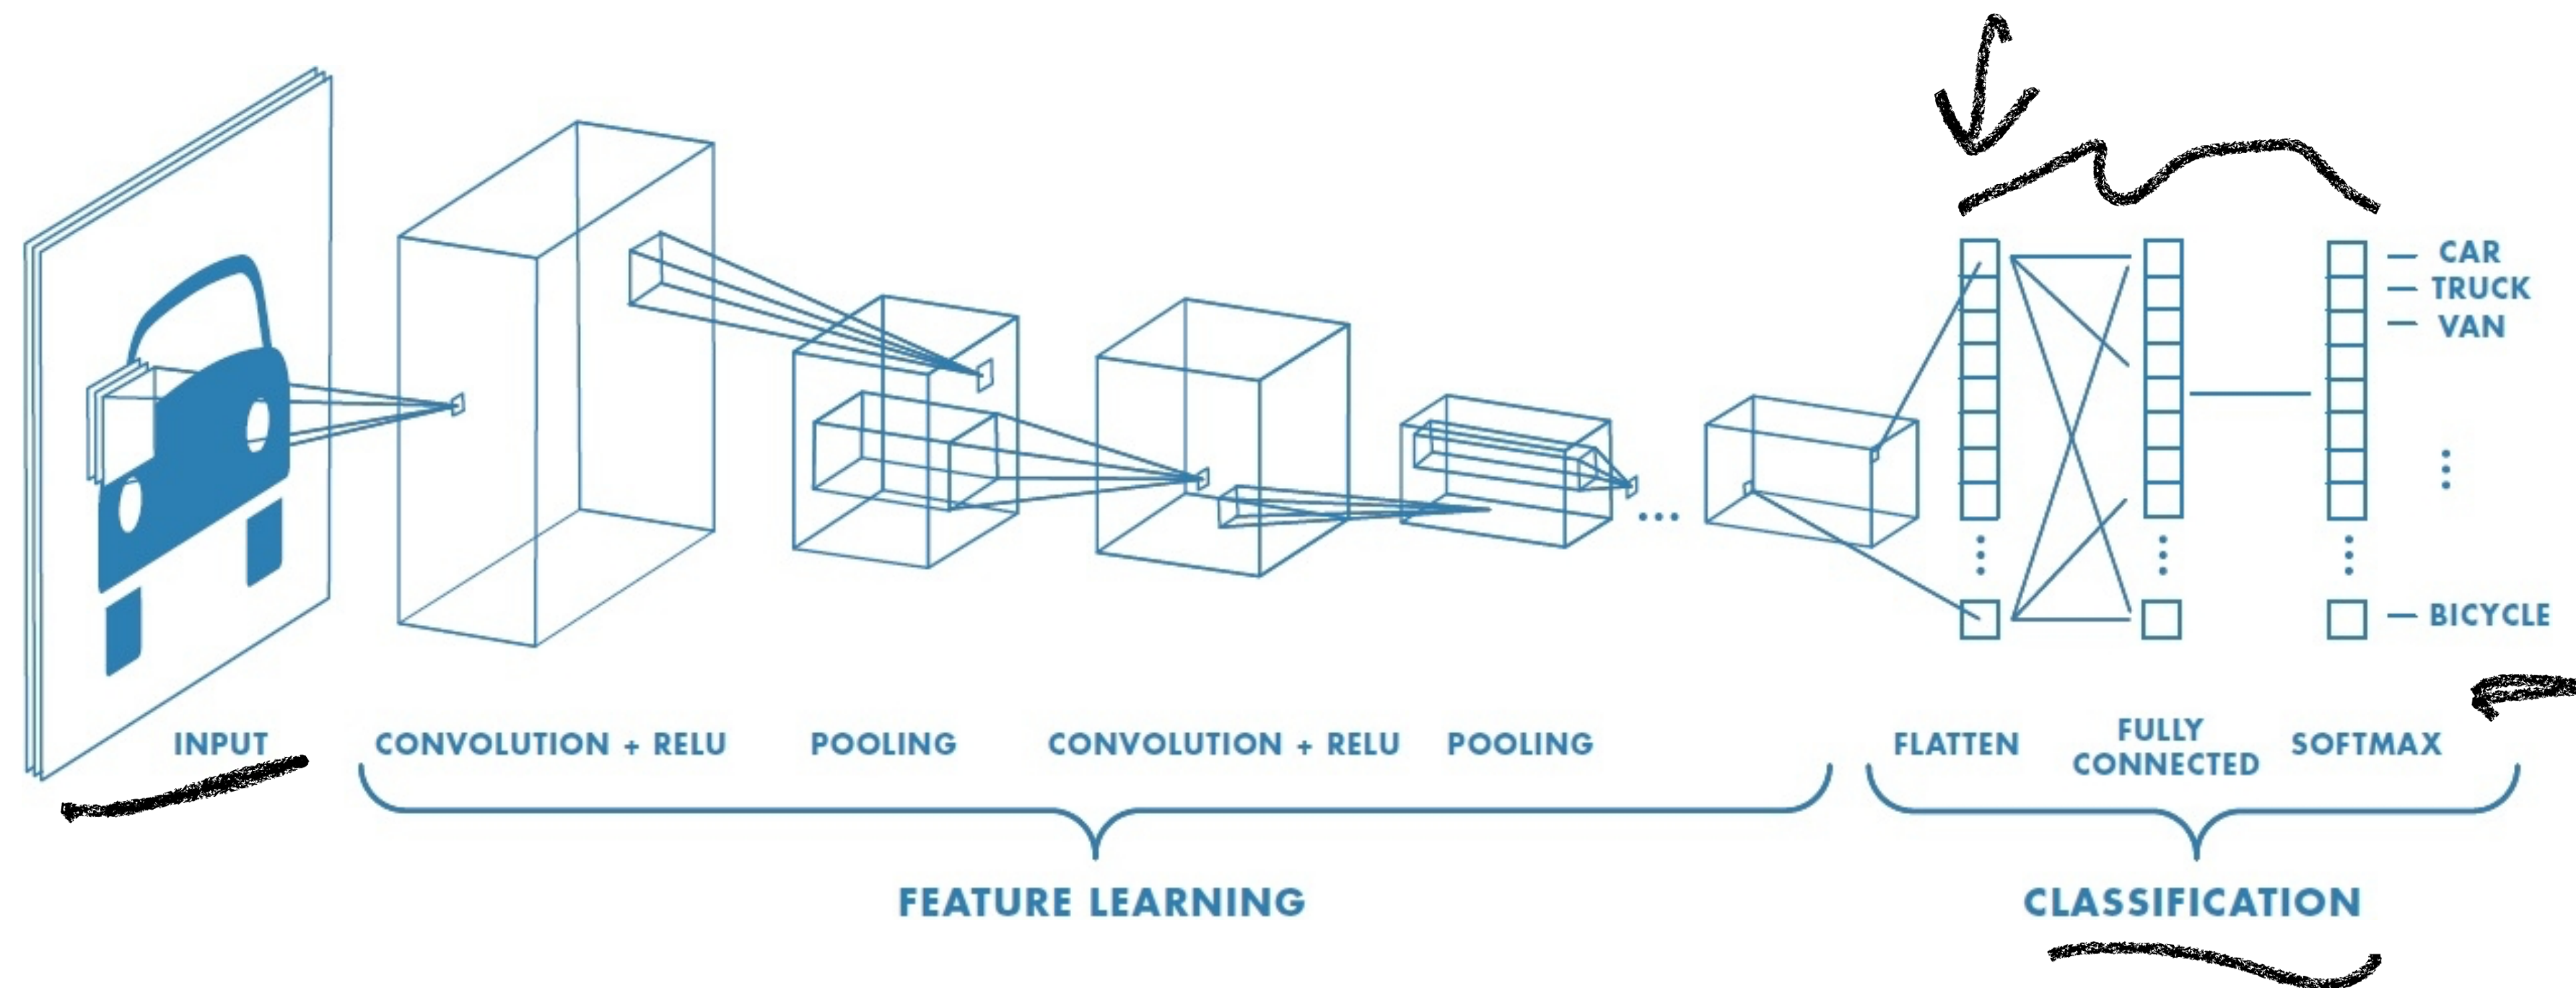 CAR
TRUCK
VAN
BICYCLE
INPUT
CONVOLUTION + RELU
POOLING
CONVOLUTION + RELU
POOLING
FLATTEN
FULLY
CONNECTED
SOFTMAX
FEATURE LEARNING
CLASSIFICATION